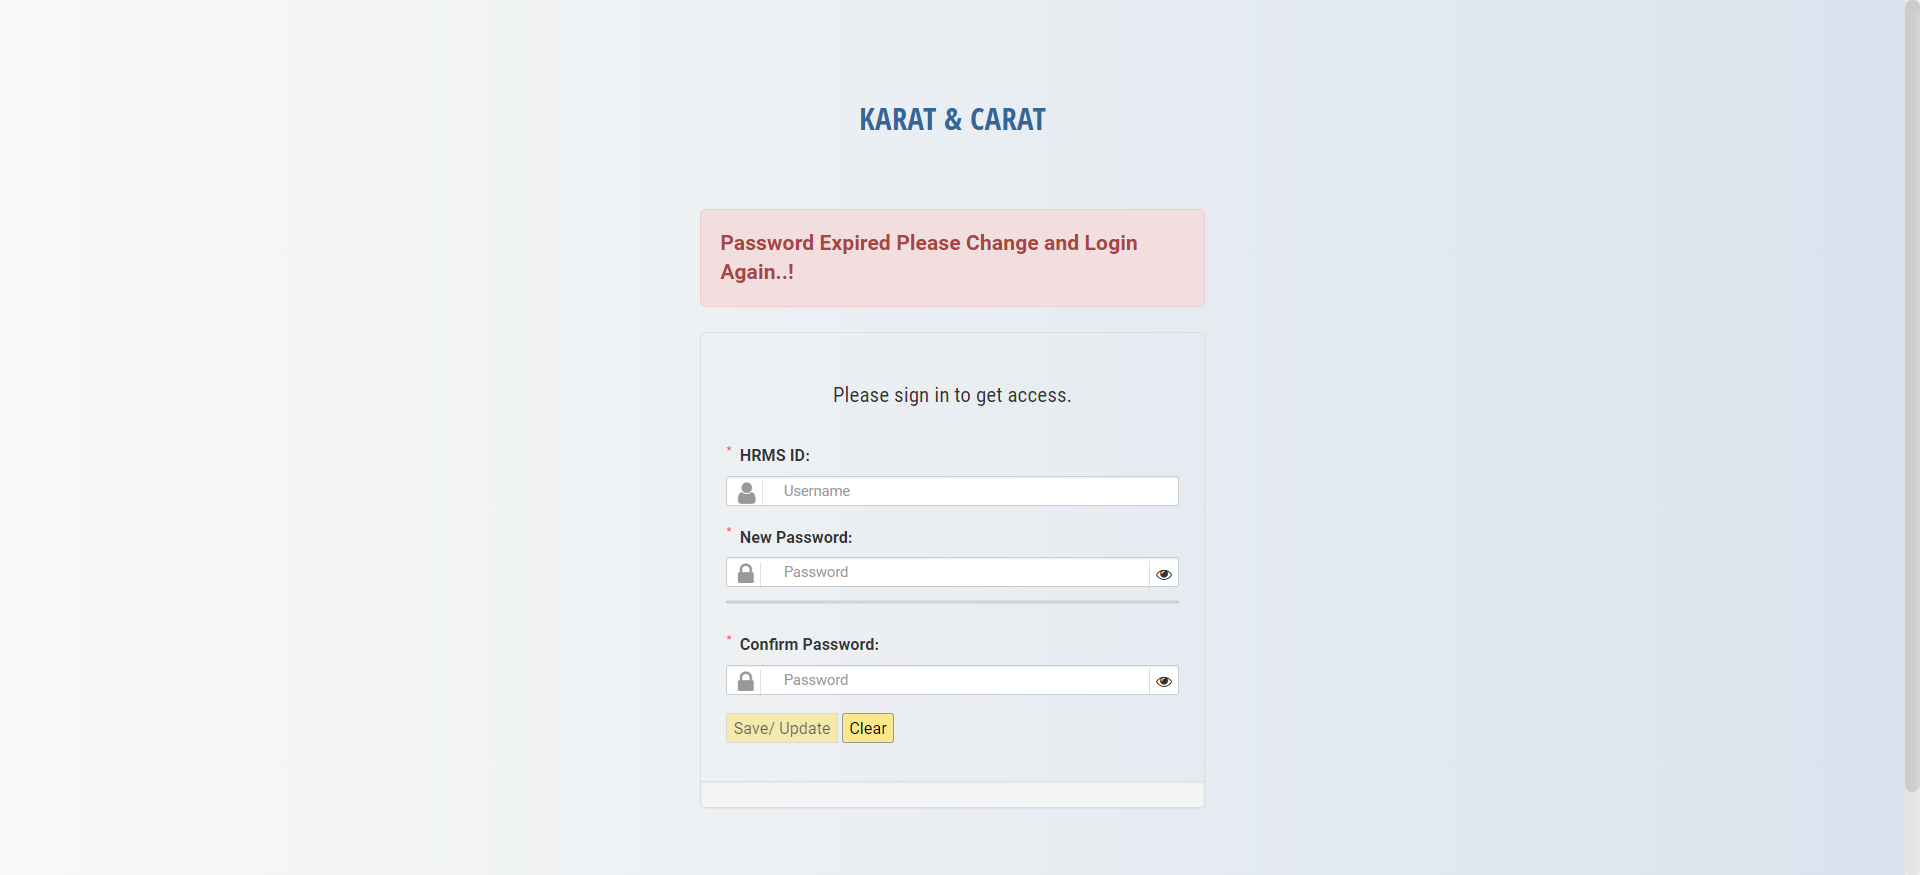 KARAT & CARAT
Password Expired Please Change and Login
Again..!
Please sign in to get access.
* HRMS ID:
Username
* New Password:
Password
* Confirm Password:
Password
Save/ Update Clear